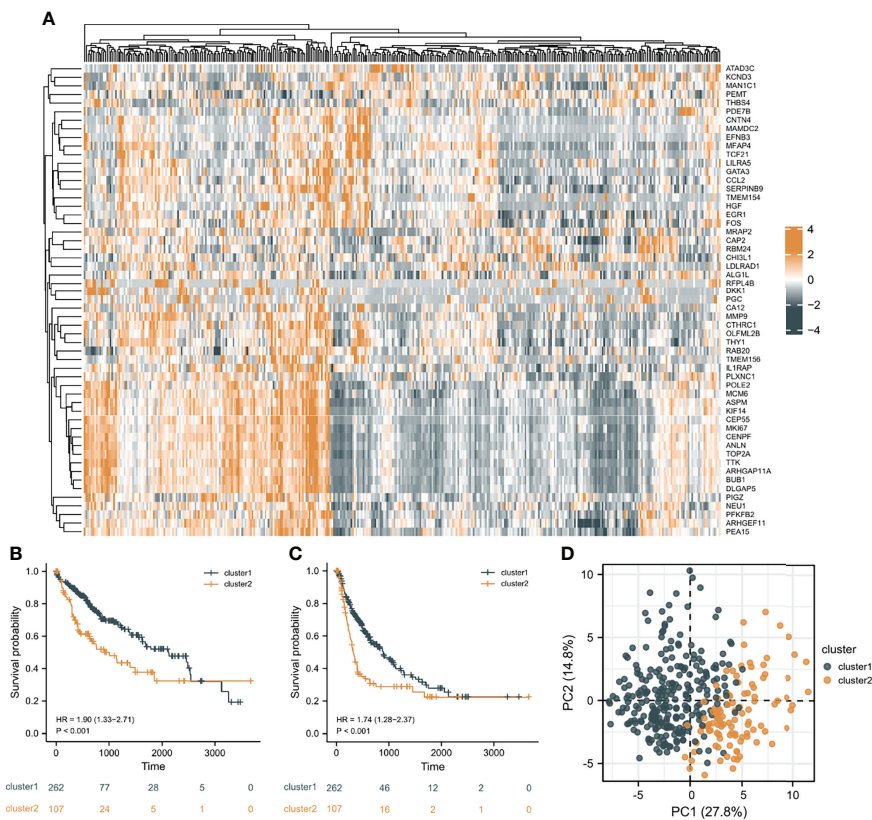 A
ATAD3C
KCND3
MAN1C1
PEMT
THBS4
PDE7B
CNTN4
MAMDC2
EFNB3
MFAP4
TCF21
LILRA5
GATA3
CCL2
SERPINB9
TMEM154
HGF
EGR1
FOS
MRAP2
CAP2
RBM24
CHI3L1
LDLRAD1
ALG1L
RFPL4B
DKK1
PGC
CA12
MMP9
CTHRC1
OLFML2B
THY1
RAB20
TMEM156
IL1RAP
PLXNC1
POLE2
MCM6
ASPM
KIF14
CEP55
MKI67
CENPF
ANLN
TOP2A
TTK
ARHGAP11A
BUB1
DLGAP5
PIGZ
NEU1
PFKFB2
ARHGEF11
PEA15
4
2
0
−2
−4
B
Survival probability
1.0
0.8
0.6
0.4
0.2
0.0
cluster1
cluster2
HR = 1.90 (1.33−2.71)
P < 0.001
0 1000 2000 3000
Time
cluster1 262 77 28 5 0
cluster2 107 24 5 1 0
C
Survival probability
1.0
0.8
0.6
0.4
0.2
0.0
cluster1
cluster2
HR = 1.74 (1.28−2.37)
P < 0.001
0 1000 2000 3000
Time
cluster1 262 46 12 2 0
cluster2 107 16 2 1 0
D
PC2 (14.8%)
10
5
0
-5
-5 0 5 10
PC1 (27.8%)
cluster
cluster1
cluster2